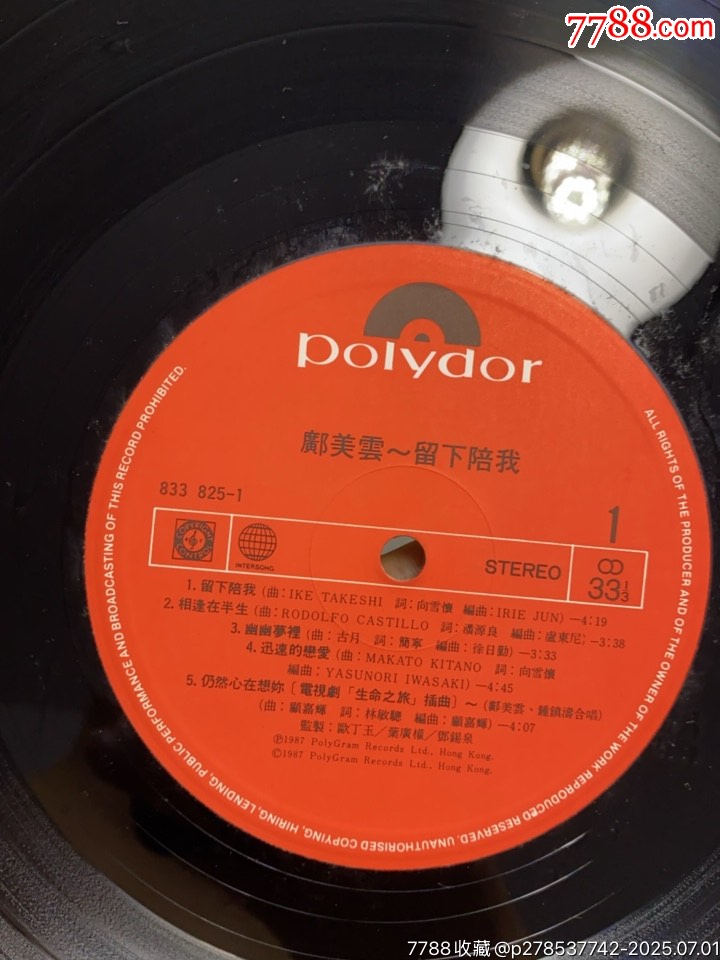 7788.com
polydor
鄺美雲～留下陪我
833 825-1
1
COPYRIGHT CONTROL
INTERSONG
STEREO
33 1/3
1. 留下陪我 (曲：IKE TAKESHI 詞：向雪懷 編曲：IRIE JUN)—4:19
2. 相逢在半生 (曲：RODOLFO CASTILLO 詞：潘源良 編曲：盧東尼)—3:38
3. 幽幽夢裡 (曲：古月 詞：簡寧 編曲：徐日勤)—3:33
4. 迅遠的戀愛 (曲：MAKATO KITANO 詞：向雪懷
編曲：YASUNORI IWASAKI)—4:45
5. 仍然心在想妳 [電視劇「生命之旅」插曲]～(鄺美雲·鍾鎮濤合唱)
(曲：顧嘉煇 詞：林敏驄 編曲：顧嘉煇)—4:07
監製：歐丁玉／葉廣權／鄧錫泉
Ⓟ1987 PolyGram Records Ltd., Hong Kong.
Ⓒ1987 PolyGram Records Ltd., Hong Kong.
ALL RIGHTS OF THE PRODUCER AND OF THE OWNER OF THE WORK REPRODUCED RESERVED. UNAUTHORISED COPYING, HIRING, LENDING, PUBLIC PERFORMANCE AND BROADCASTING OF THIS RECORD PROHIBITED.
7788收藏@p278537742-2025.07.01